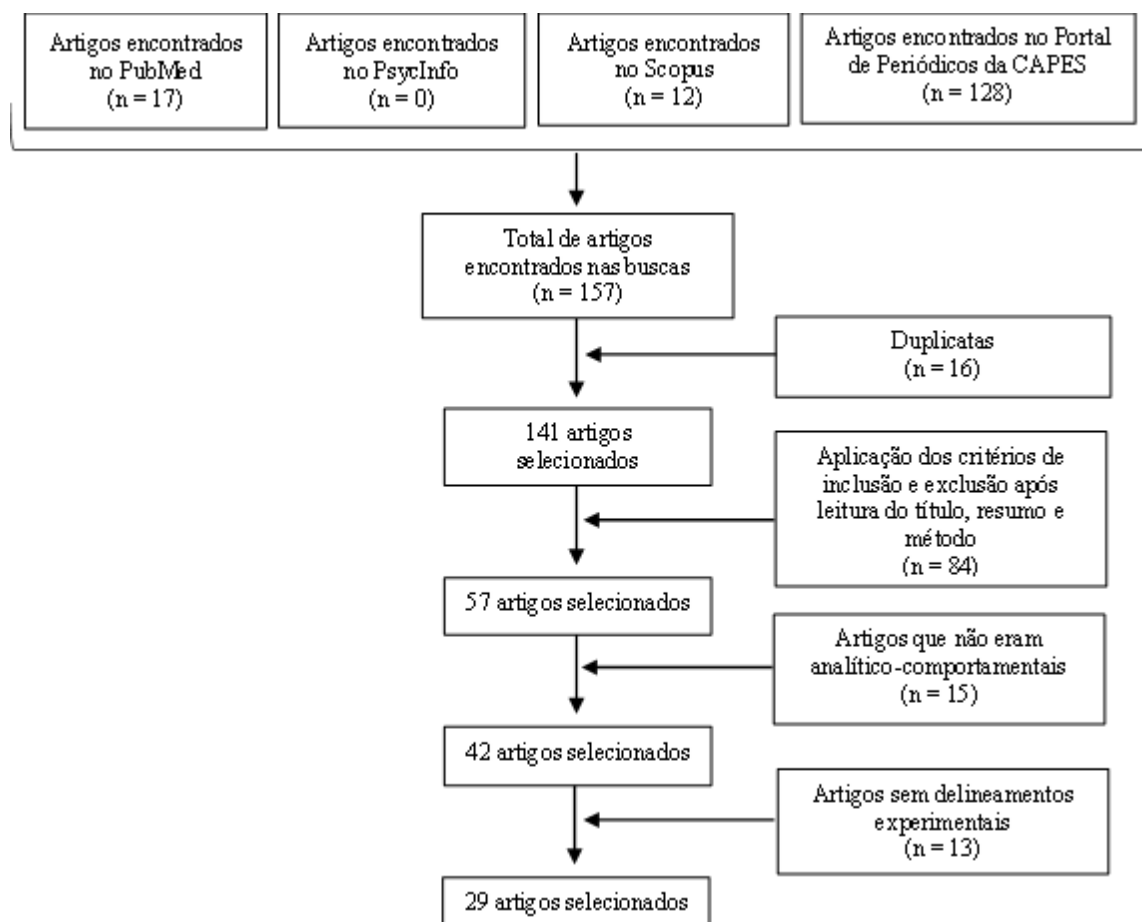 Artigos encontrados
no PubMed
(n = 17)
Artigos encontrados
no PsycInfo
(n = 0)
Artigos encontrados
no Scopus
(n = 12)
Artigos encontrados no Portal
de Periódicos da CAPES
(n = 128)
Total de artigos
encontrados nas buscas
(n = 157)
Duplicatas
(n = 16)
141 artigos
selecionados
Aplicação dos critérios de
inclusão e exclusão após
leitura do título, resumo e
método
(n = 84)
57 artigos selecionados
Artigos que não eram
analítico-comportamentais
(n = 15)
42 artigos selecionados
Artigos sem delineamentos
experimentais
(n = 13)
29 artigos selecionados